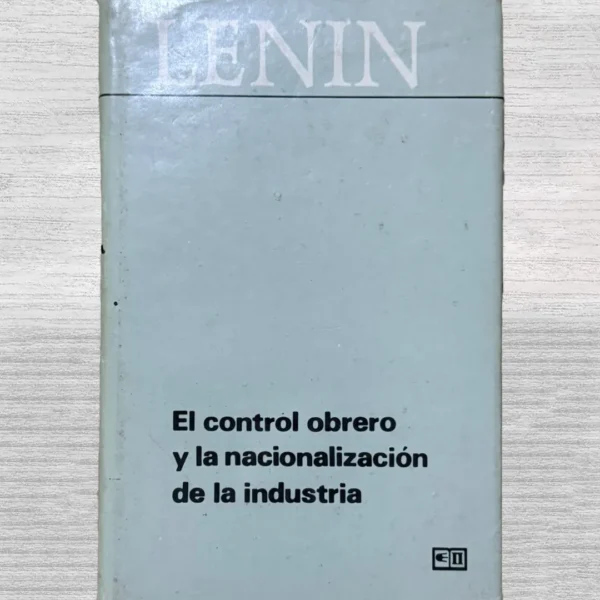 LENIN
El control obrero
y la nacionalización
de la industria